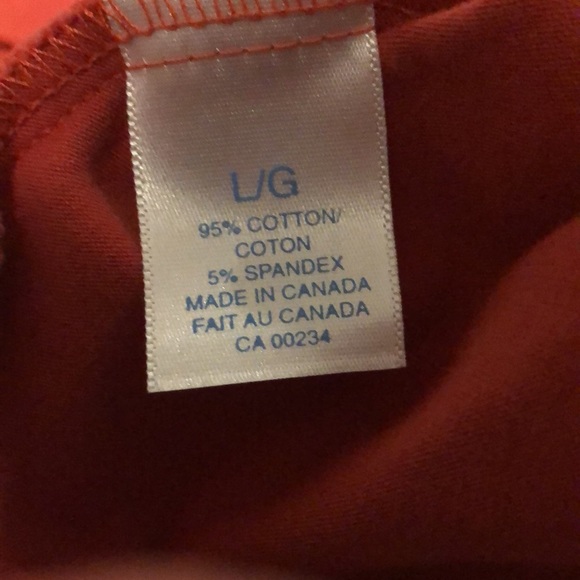 L/G
95% COTTON/
COTON
5% SPANDEX
MADE IN CANADA
FAIT AU CANADA
CA 00234